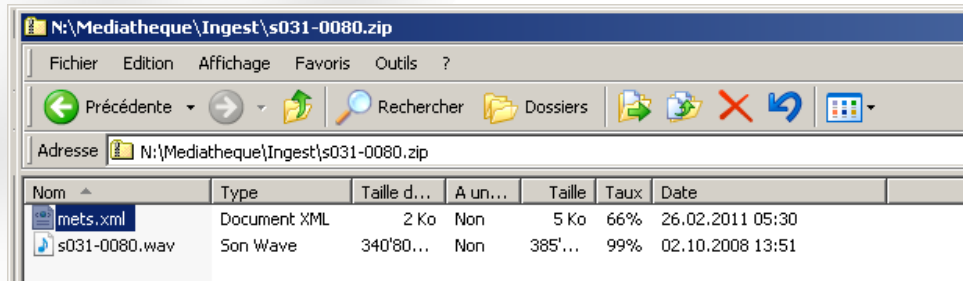 N:\Mediatheque\Ingest\s031-0080.zip
Fichier Edition Affichage Favoris Outils ?
Précédente Rechercher Dossiers
Adresse N:\Mediatheque\Ingest\s031-0080.zip
Nom Type Taille d... A un... Taille Taux Date
mets.xml Document XML 2 Ko Non 5 Ko 66% 26.02.2011 05:30
s031-0080.wav Son Wave 340'80... Non 385'... 99% 02.10.2008 13:51